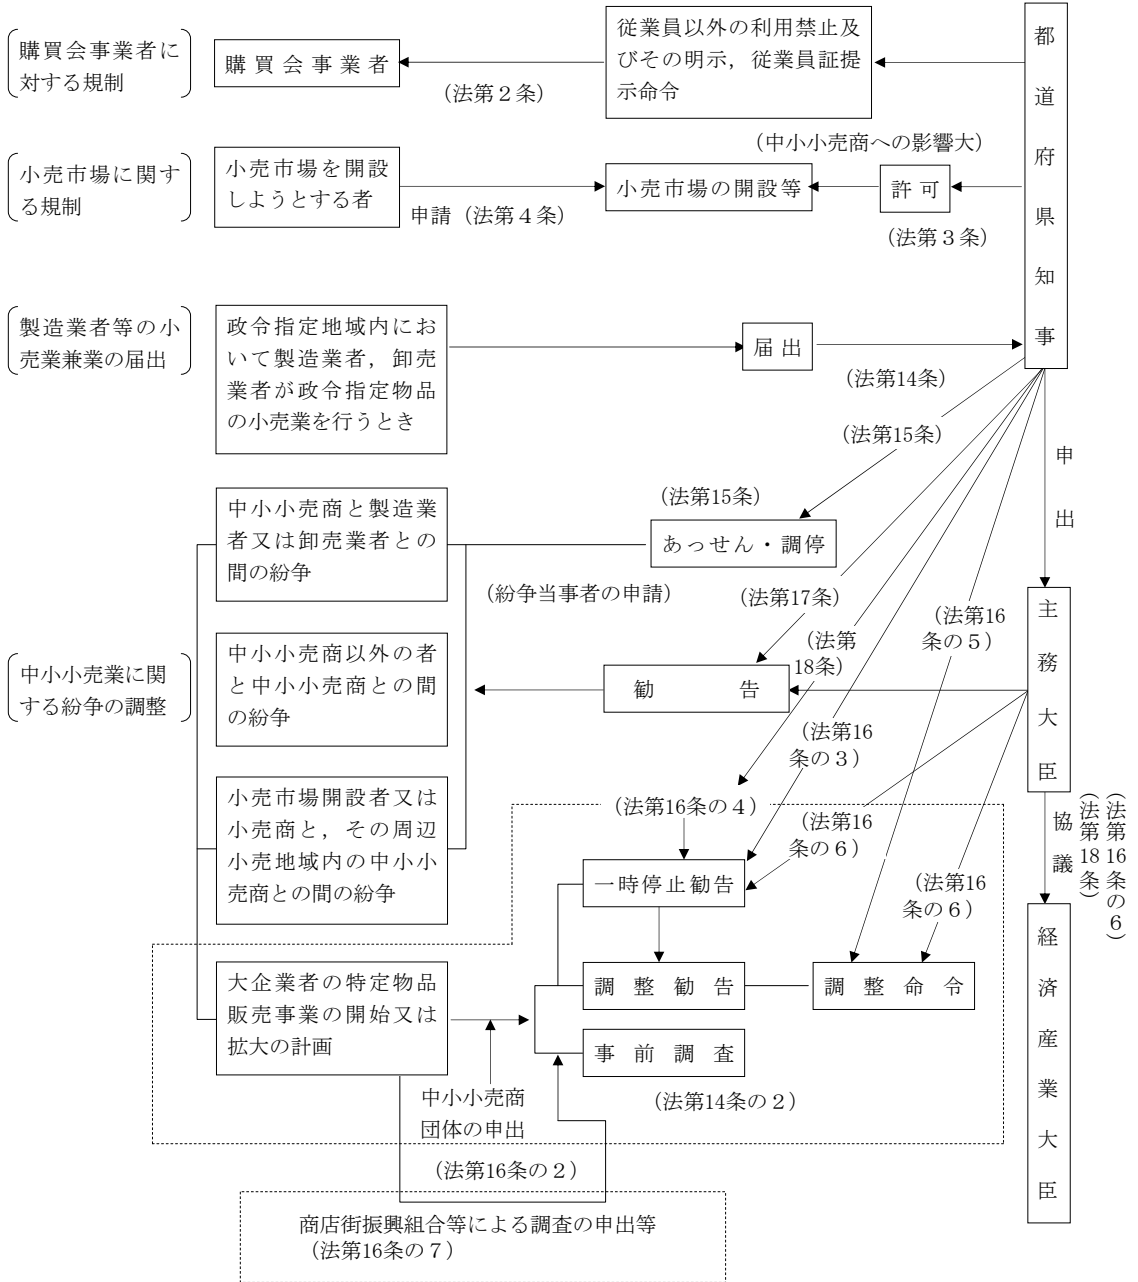 購買会事業者に
対する規制
購買会事業者
(法第２条)
従業員以外の利用禁止及
びその明示，従業員証提
示命令
都道府県知事
小売市場に関す
る規制
小売市場を開設
しようとする者
申請（法第４条）
小売市場の開設等
(中小小売商への影響大)
許可
(法第３条)
製造業者等の小
売業兼業の届出
政令指定地域内にお
いて製造業者，卸売
業者が政令指定物品
の小売業を行うとき
届出
(法第14条)
(法第15条)
申出
中小小売業に関
する紛争の調整
中小小売商と製造業
者又は卸売業者との
間の紛争
(法第15条)
あっせん・調停
(紛争当事者の申請)
(法第17条)
(法第
18条)
(法第16
条の５)
主務大臣
中小小売商以外の者
と中小小売商との間
の紛争
勧告
(法第16
条の３)
小売市場開設者又は
小売商と，その周辺
小売地域内の中小小
売商との間の紛争
(法第16条の４)
(法第16
条の６)
(法第16
条の６)
協議
(法第18条)
(法第16条の６)
一時停止勧告
経済産業大臣
大企業者の特定物品
販売事業の開始又は
拡大の計画
調整勧告
調整命令
事前調査
(法第14条の２)
中小小売商
団体の申出
(法第16条の２)
商店街振興組合等による調査の申出等
(法第16条の７)